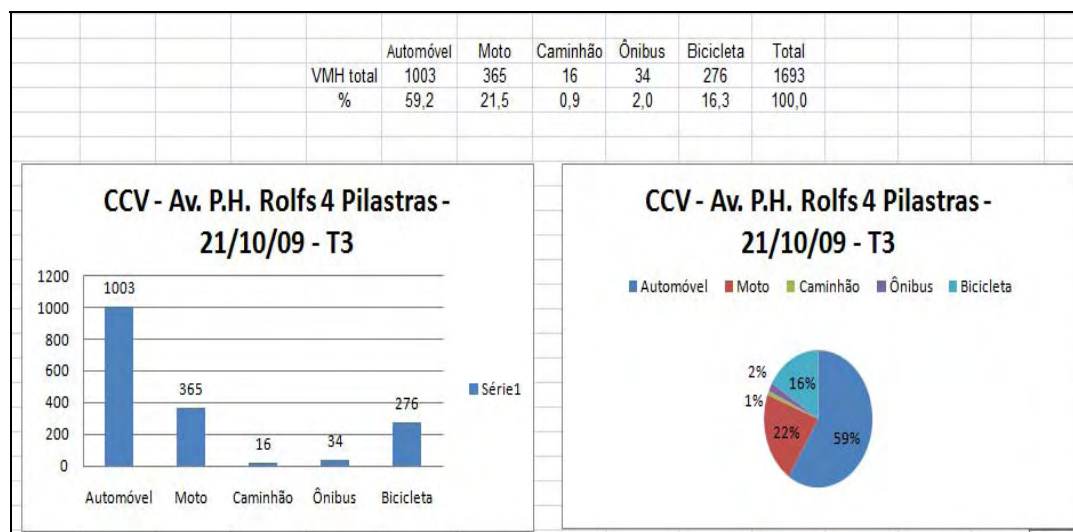 Automóvel Moto Caminhão Ônibus Bicicleta Total
VMH total 1003 365 16 34 276 1693
% 59,2 21,5 0,9 2,0 16,3 100,0
CCV - Av. P.H. Rolfs 4 Pilastras -
21/10/09 - T3
1200
1000
800
600
400
200
0
1003
365
16
34
276
Automóvel Moto Caminhão Ônibus Bicicleta
Série1
CCV - Av. P.H. Rolfs 4 Pilastras -
21/10/09 - T3
Automóvel Moto Caminhão Ônibus Bicicleta
2%
16%
1%
22%
59%